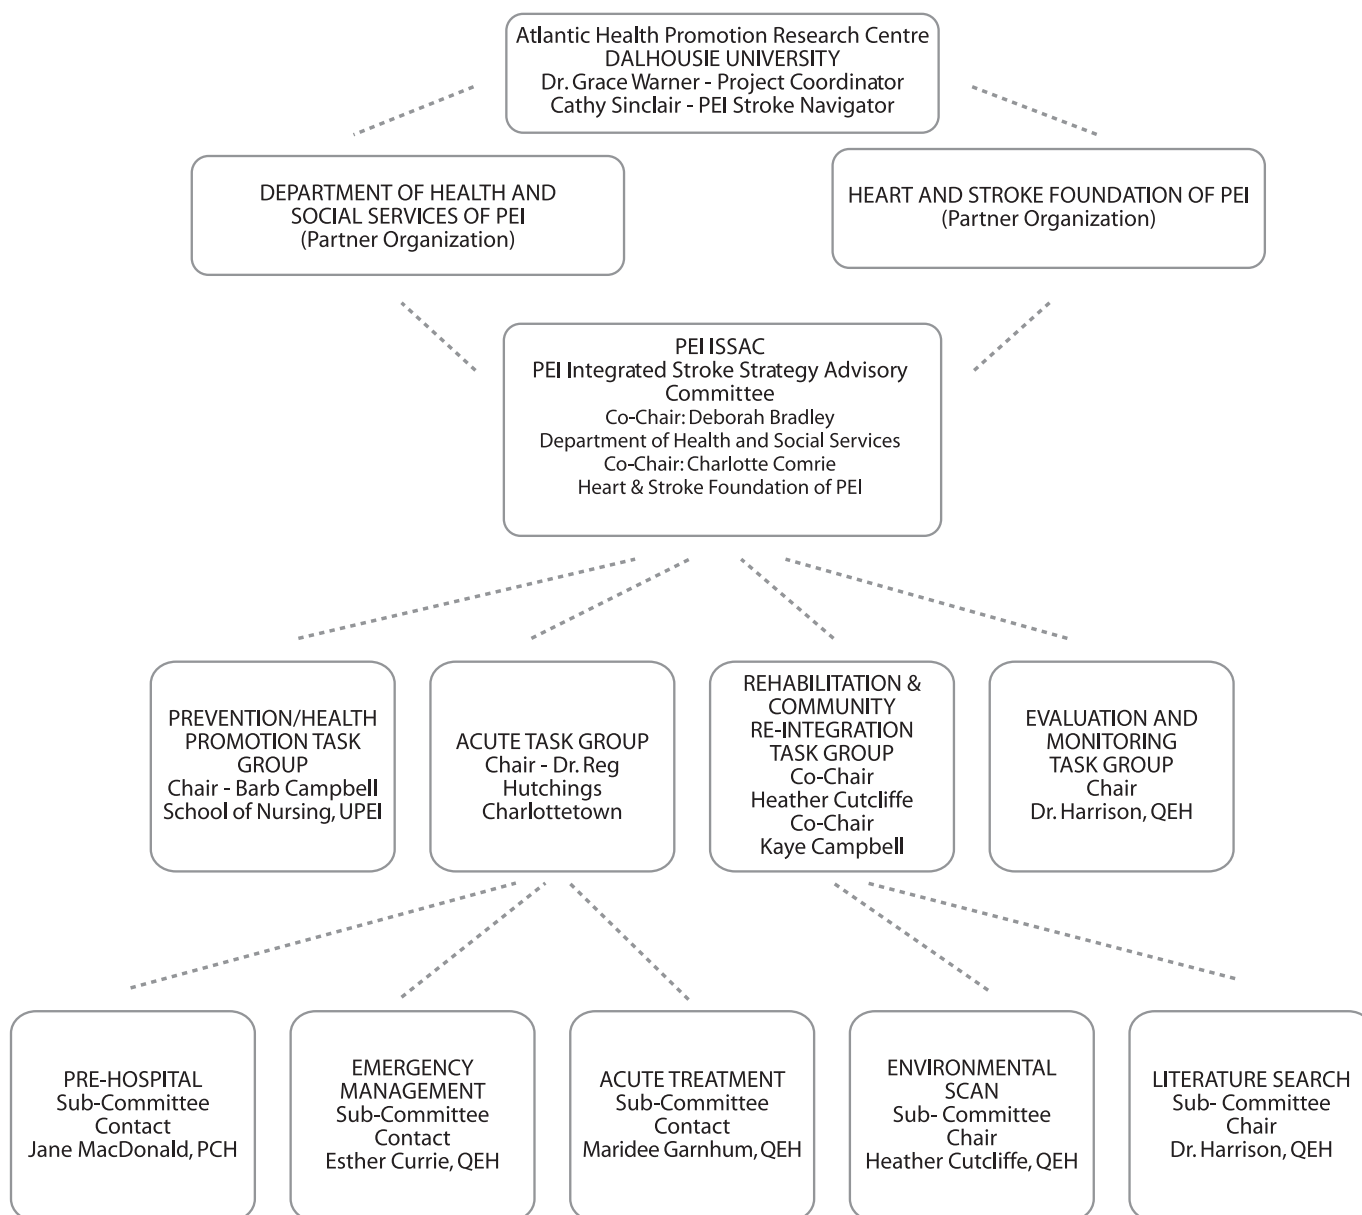 Atlantic Health Promotion Research Centre
DALHOUSIE UNIVERSITY
Dr. Grace Warner - Project Coordinator
Cathy Sinclair - PEI Stroke Navigator
DEPARTMENT OF HEALTH AND
SOCIAL SERVICES OF PEI
(Partner Organization)
HEART AND STROKE FOUNDATION OF PEI
(Partner Organization)
PEI ISSAC
PEI Integrated Stroke Strategy Advisory
Committee
Co-Chair: Deborah Bradley
Department of Health and Social Services
Co-Chair: Charlotte Comrie
Heart & Stroke Foundation of PEI
PREVENTION/HEALTH
PROMOTION TASK
GROUP
Chair - Barb Campbell
School of Nursing, UPEI
ACUTE TASK GROUP
Chair - Dr. Reg
Hutchings
Charlottetown
REHABILITATION &
COMMUNITY
RE-INTEGRATION
TASK GROUP
Co-Chair
Heather Cutcliffe
Co-Chair
Kaye Campbell
EVALUATION AND
MONITORING
TASK GROUP
Chair
Dr. Harrison, QEH
PRE-HOSPITAL
Sub-Committee
Contact
Jane MacDonald, PCH
EMERGENCY
MANAGEMENT
Sub-Committee
Contact
Esther Currie, QEH
ACUTE TREATMENT
Sub-Committee
Contact
Maridee Garnhum, QEH
ENVIRONMENTAL
SCAN
Sub- Committee
Chair
Heather Cutcliffe, QEH
LITERATURE SEARCH
Sub- Committee
Chair
Dr. Harrison, QEH